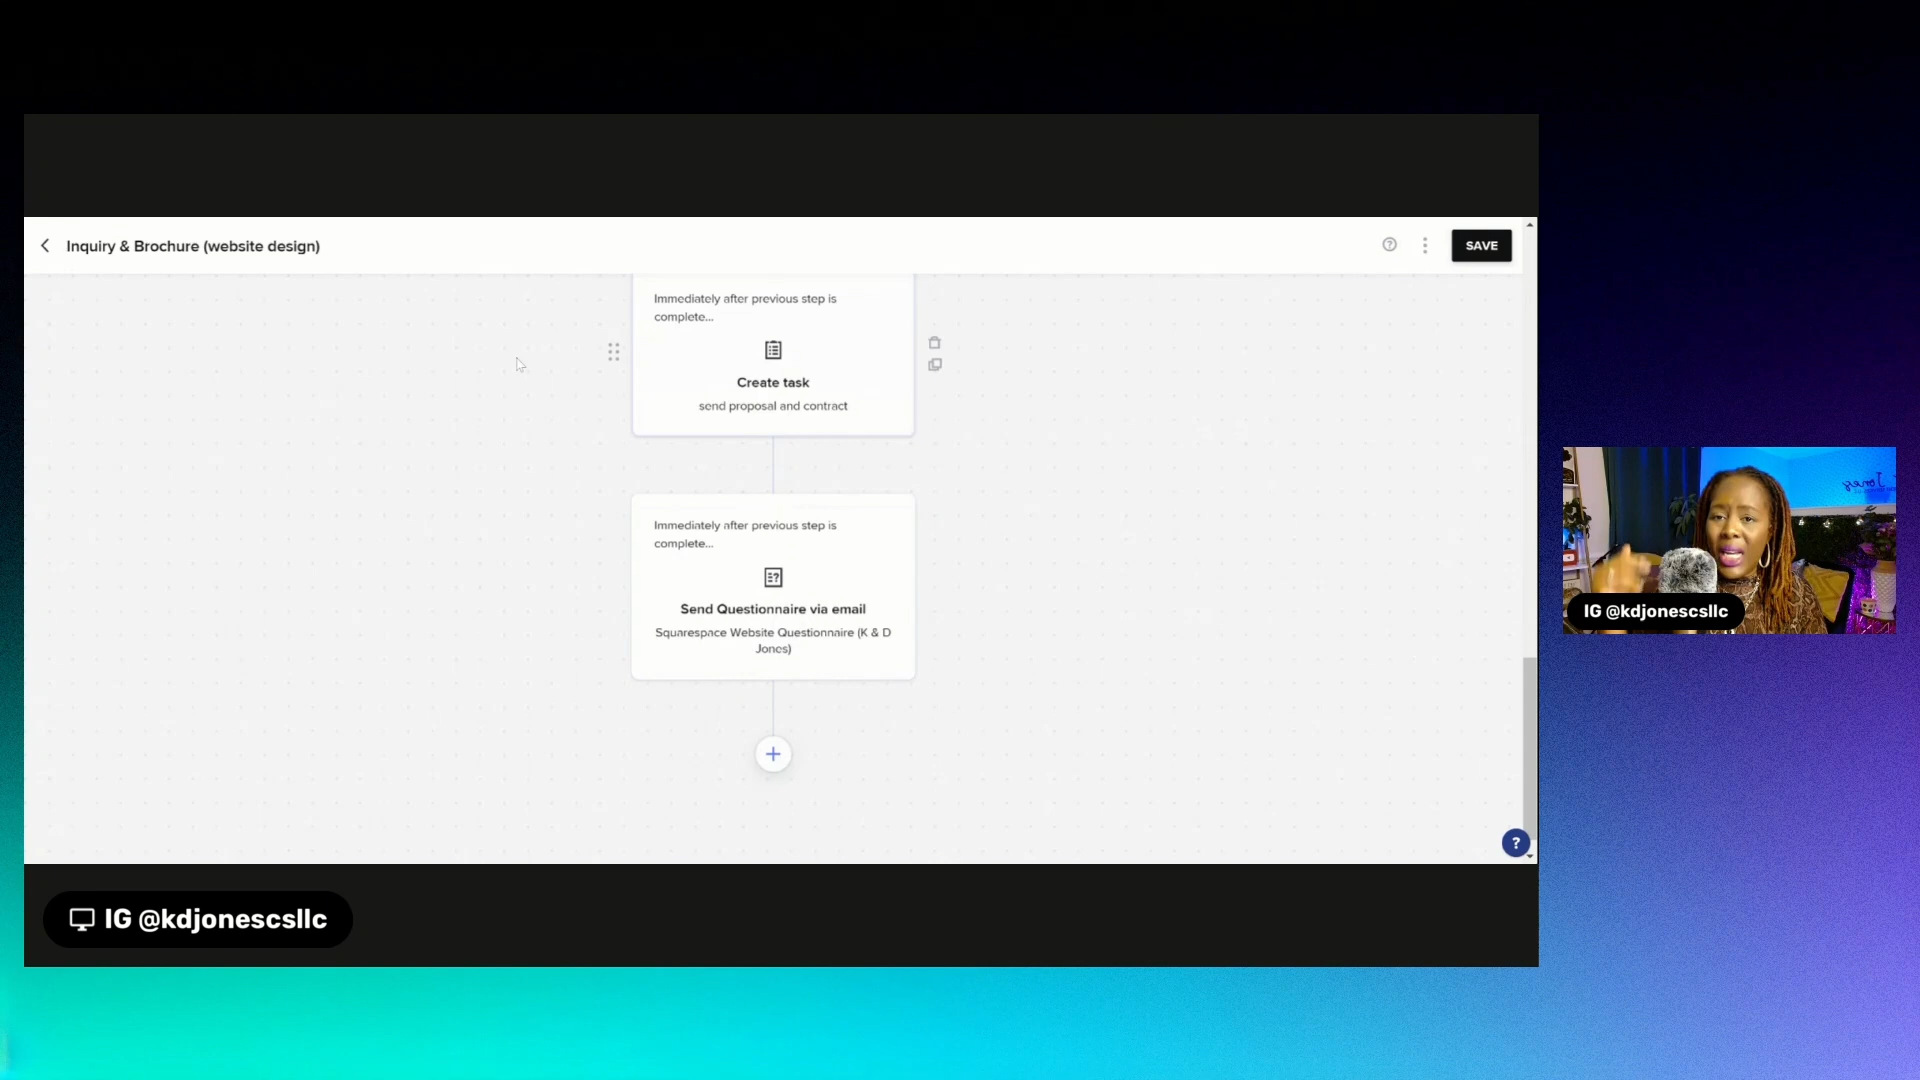 Inquiry & Brochure (website design)
SAVE
Immediately after previous step is
complete...
Create task
send proposal and contract
Immediately after previous step is
complete...
Send Questionnaire via email
Squarespace Website Questionnaire (K & D
Jones)
?
IG @kdjonescsllc
IG @kdjonescsllc